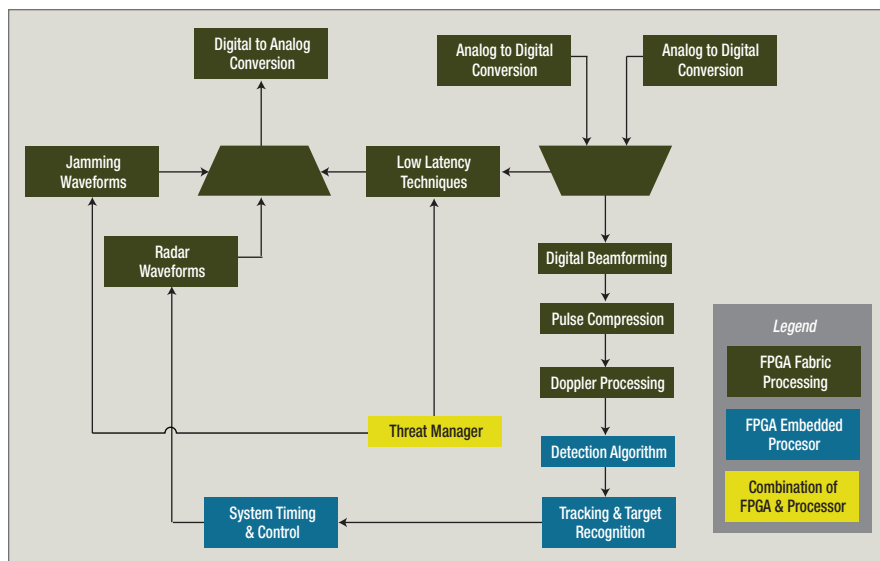 Digital to Analog
Conversion
Analog to Digital
Conversion
Analog to Digital
Conversion
Jamming
Waveforms
Low Latency
Techniques
Radar
Waveforms
Digital Beamforming
Pulse Compression
Doppler Processing
Threat Manager
Detection Algorithm
System Timing
& Control
Tracking & Target
Recognition
Legend
FPGA Fabric
Processing
FPGA Embedded
Procesor
Combination of
FPGA & Processor